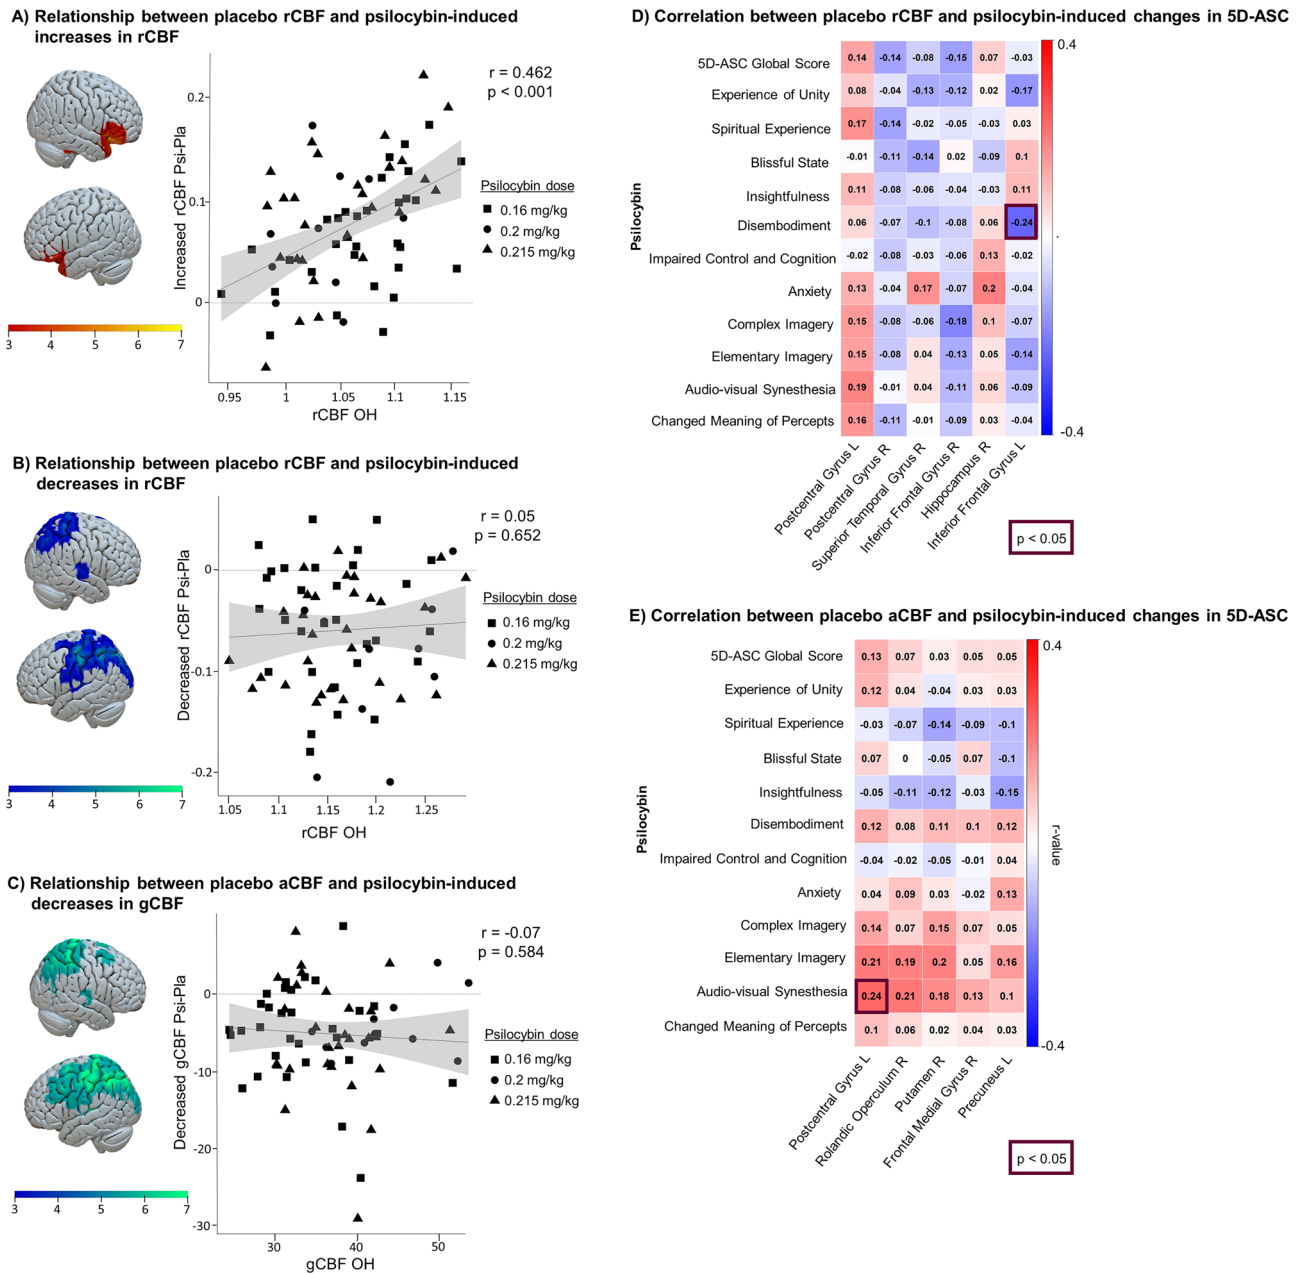 A) Relationship between placebo rCBF and psilocybin-induced
increases in rCBF
r = 0.462
p < 0.001
Increased rCBF Psi-Pla
0.2
0.1
0
0.95 1 1.05 1.1 1.15
rCBF OH
Psilocybin dose
0.16 mg/kg
0.2 mg/kg
0.215 mg/kg
3 4 5 6 7
B) Relationship between placebo rCBF and psilocybin-induced
decreases in rCBF
r = 0.05
p = 0.652
Decreased rCBF Psi-Pla
0
-0.1
-0.2
1.05 1.1 1.15 1.2 1.25
rCBF OH
Psilocybin dose
0.16 mg/kg
0.2 mg/kg
0.215 mg/kg
3 4 5 6 7
C) Relationship between placebo aCBF and psilocybin-induced
decreases in gCBF
r = -0.07
p = 0.584
Decreased gCBF Psi-Pla
0
-10
-20
-30
30 40 50
gCBF OH
Psilocybin dose
0.16 mg/kg
0.2 mg/kg
0.215 mg/kg
3 4 5 6 7
D) Correlation between placebo rCBF and psilocybin-induced changes in 5D-ASC
Psilocybin
5D-ASC Global Score 0.14 -0.14 -0.08 -0.15 0.07 -0.03
Experience of Unity 0.08 -0.04 -0.13 -0.12 0.02 -0.17
Spiritual Experience 0.17 -0.14 -0.02 -0.05 -0.03 0.03
Blissful State -0.01 -0.11 -0.14 0.02 -0.09 0.1
Insightfulness 0.11 -0.08 -0.06 -0.04 -0.03 0.11
Disembodiment 0.06 -0.07 -0.1 -0.08 0.06 -0.24
Impaired Control and Cognition -0.02 -0.08 -0.03 -0.06 0.13 -0.02
Anxiety 0.13 -0.04 0.17 -0.07 0.2 -0.04
Complex Imagery 0.15 -0.08 -0.06 -0.18 0.1 -0.07
Elementary Imagery 0.15 -0.08 0.04 -0.13 0.05 -0.14
Audio-visual Synesthesia 0.19 -0.01 0.04 -0.11 0.06 -0.09
Changed Meaning of Percepts 0.16 -0.11 -0.01 -0.09 0.03 -0.04
Postcentral Gyrus L
Postcentral Gyrus R
Superior Temporal Gyrus R
Inferior Frontal Gyrus R
Hippocampus R
Inferior Frontal Gyrus L
0.4
-0.4
p < 0.05
E) Correlation between placebo aCBF and psilocybin-induced changes in 5D-ASC
Psilocybin
5D-ASC Global Score 0.13 0.07 0.03 0.05 0.05
Experience of Unity 0.12 0.04 -0.04 0.03 0.03
Spiritual Experience -0.03 -0.07 -0.14 -0.09 -0.1
Blissful State 0.07 0 -0.05 0.07 -0.1
Insightfulness -0.05 -0.11 -0.12 -0.03 -0.15
Disembodiment 0.12 0.08 0.11 0.1 0.12
Impaired Control and Cognition -0.04 -0.02 -0.05 -0.01 0.04
Anxiety 0.04 0.09 0.03 -0.02 0.13
Complex Imagery 0.14 0.07 0.15 0.07 0.05
Elementary Imagery 0.21 0.19 0.2 0.05 0.16
Audio-visual Synesthesia 0.24 0.21 0.18 0.13 0.1
Changed Meaning of Percepts 0.1 0.06 0.02 0.04 0.03
Postcentral Gyrus L
Rolandic Operculum R
Putamen R
Frontal Medial Gyrus R
Precuneus L
0.4
r-value
-0.4
p < 0.05